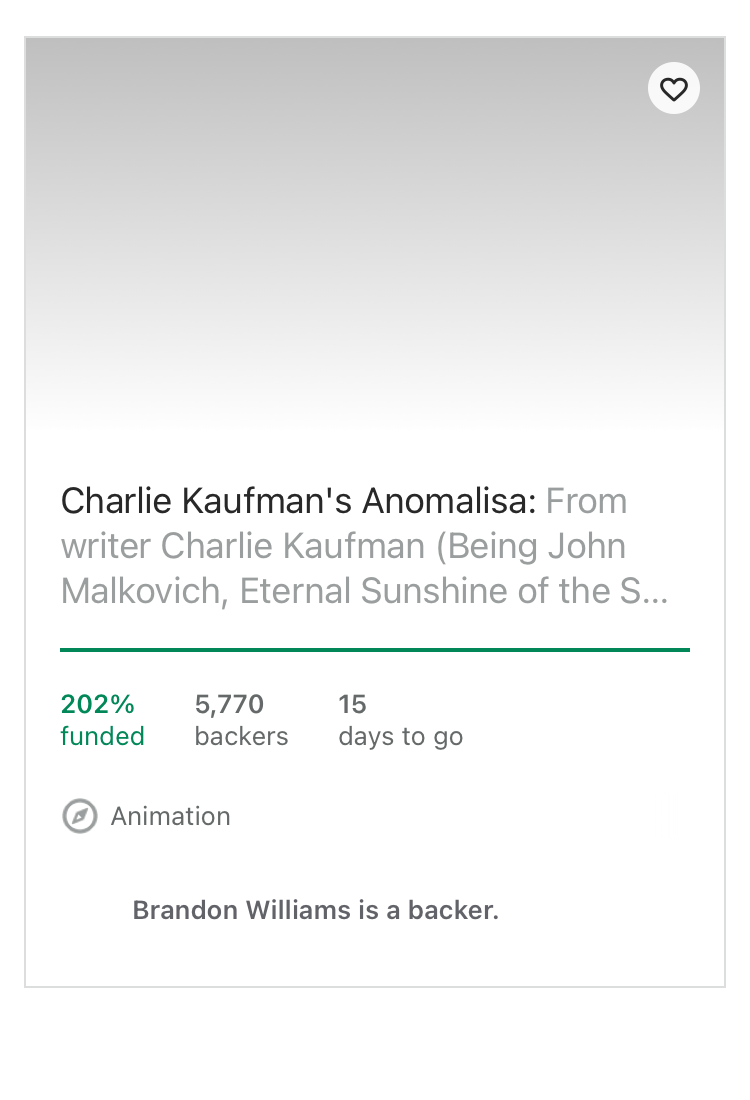 Charlie Kaufman's Anomalisa: From
writer Charlie Kaufman (Being John
Malkovich, Eternal Sunshine of the S...
202% 5,770 15
funded backers days to go
Animation
Brandon Williams is a backer.